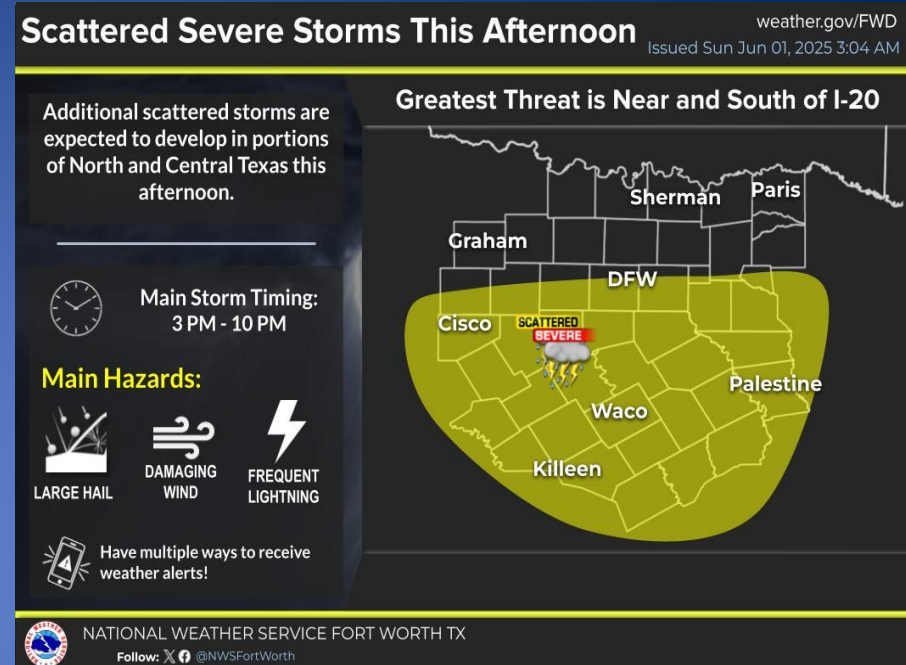 Scattered Severe Storms This Afternoon
weather.gov/FWD
Issued Sun Jun 01, 2025 3:04 AM
Additional scattered storms are
expected to develop in portions
of North and Central Texas this
afternoon.
Main Storm Timing:
3 PM - 10 PM
Main Hazards:
LARGE HAIL
DAMAGING
WIND
FREQUENT
LIGHTNING
Have multiple ways to receive
weather alerts!
Greatest Threat is Near and South of I-20
Sherman
Paris
Graham
DFW
Cisco
SCATTERED
SEVERE
Palestine
Waco
Killeen
NATIONAL WEATHER SERVICE FORT WORTH TX
Follow: @NWSFortWorth